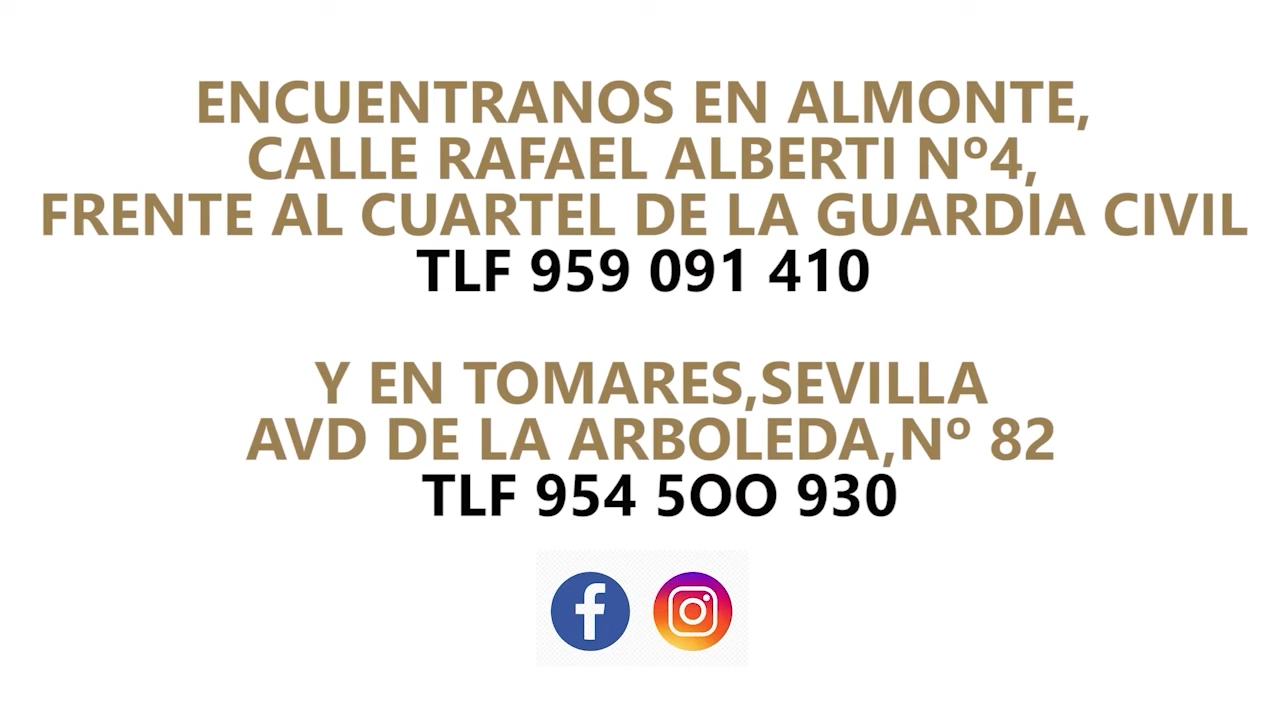 ENCUENTRANOS EN ALMONTE,
CALLE RAFAEL ALBERTI Nº4,
FRENTE AL CUARTEL DE LA GUARDIA CIVIL
TLF 959 091 410
Y EN TOMARES,SEVILLA
AVD DE LA ARBOLEDA,Nº 82
TLF 954 5OO 930